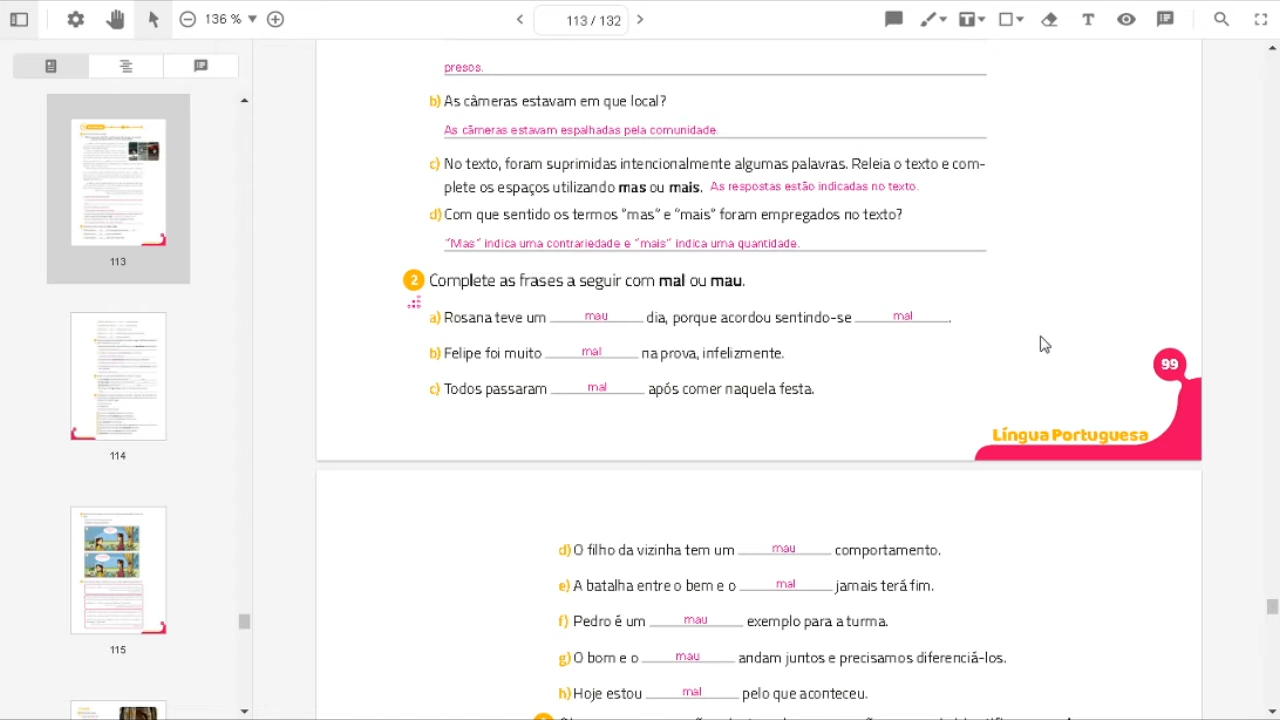 136 %
113 / 132
presos.
b) As câmeras estavam em que local?
As câmeras estavam espalhadas pela comunidade.
c) No texto, foram suprimidas intencionalmente algumas palavras. Releia o texto e com-
plete os espaços utilizando mas ou mais. As respostas estão indicadas no texto.
d) Com que sentido os termos “mas” e “mais” foram empregados no texto?
“Mas” indica uma contrariedade e “mais” indica uma quantidade.
2 Complete as frases a seguir com mal ou mau.
a) Rosana teve um mau dia, porque acordou sentindo-se mal.
b) Felipe foi muito mal na prova, infelizmente.
c) Todos passaram mal após comer naquela festa.
99
Língua Portuguesa
d) O filho da vizinha tem um mau comportamento.
e) A batalha entre o bem e o mal jamais terá fim.
f) Pedro é um mau exemplo para a turma.
g) O bom e o mau andam juntos e precisamos diferenciá-los.
h) Hoje estou mal pelo que aconteceu.
113
114
115